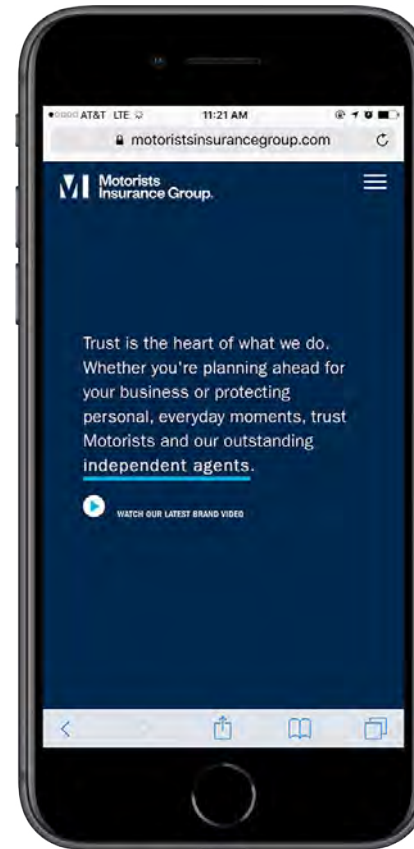 AT&T LTE 11:21 AM
motoristsinsurancegroup.com
Motorists
Insurance Group.
Trust is the heart of what we do.
Whether you're planning ahead for
your business or protecting
personal, everyday moments, trust
Motorists and our outstanding
independent agents.
WATCH OUR LATEST BRAND VIDEO